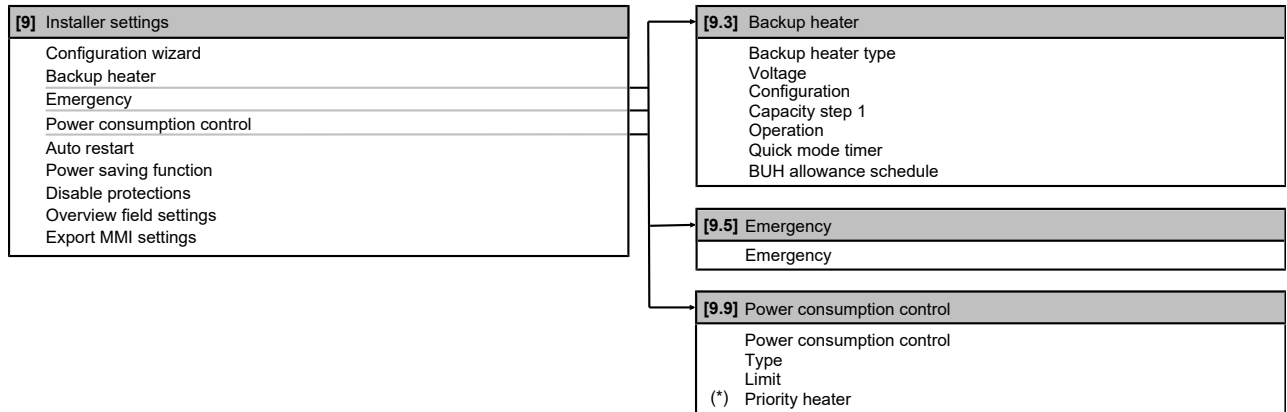 [9] Installer settings
Configuration wizard
Backup heater
Emergency
Power consumption control
Auto restart
Power saving function
Disable protections
Overview field settings
Export MMI settings
[9.3] Backup heater
Backup heater type
Voltage
Configuration
Capacity step 1
Operation
Quick mode timer
BUH allowance schedule
[9.5] Emergency
Emergency
[9.9] Power consumption control
Power consumption control
Type
Limit
(*) Priority heater